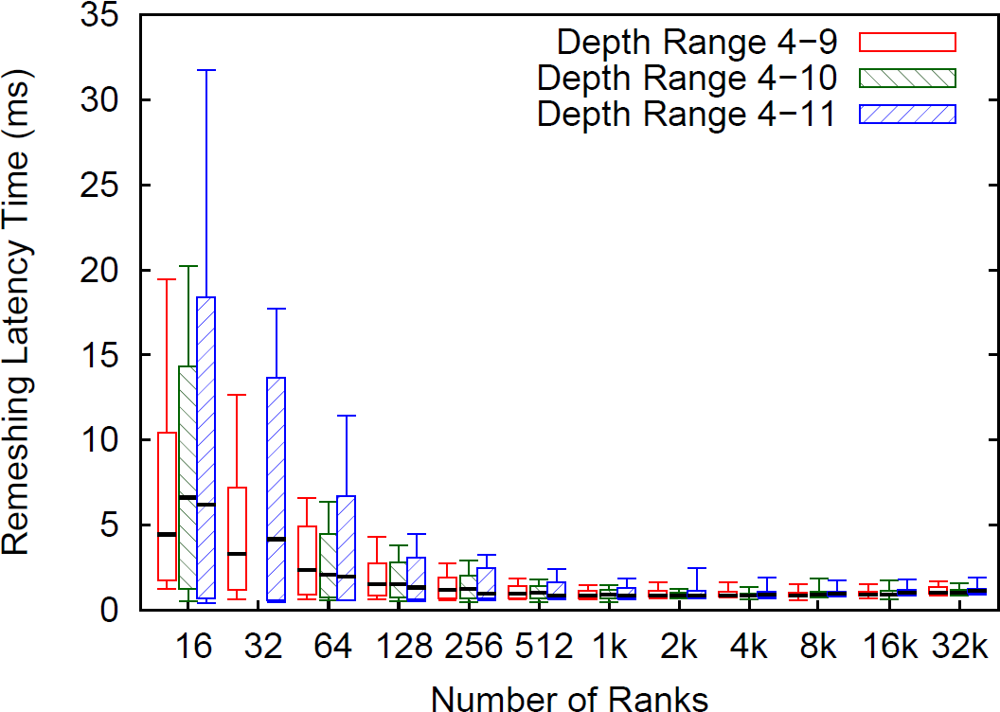 Depth Range 4−9
Depth Range 4−10
Depth Range 4−11
Remeshing Latency Time (ms)
35
30
25
20
15
10
5
0
16 32 64 128 256 512 1k 2k 4k 8k 16k 32k
Number of Ranks